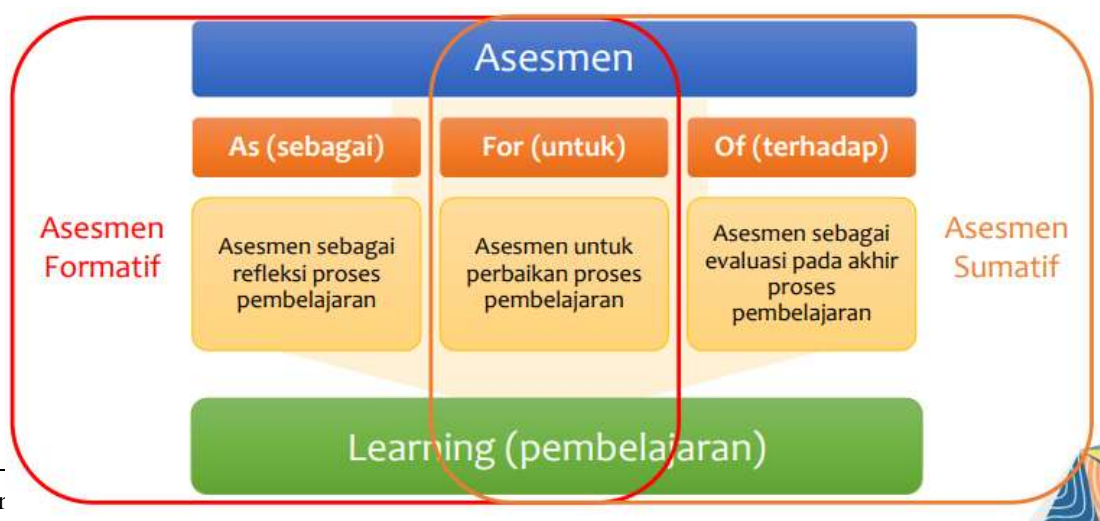 Asesmen
As (sebagai)
For (untuk)
Of (terhadap)
Asesmen
Formatif
Asesmen sebagai
refleksi proses
pembelajaran
Asesmen untuk
perbaikan proses
pembelajaran
Asesmen sebagai
evaluasi pada akhir
proses
pembelajaran
Asesmen
Sumatif
Learning (pembelajaran)